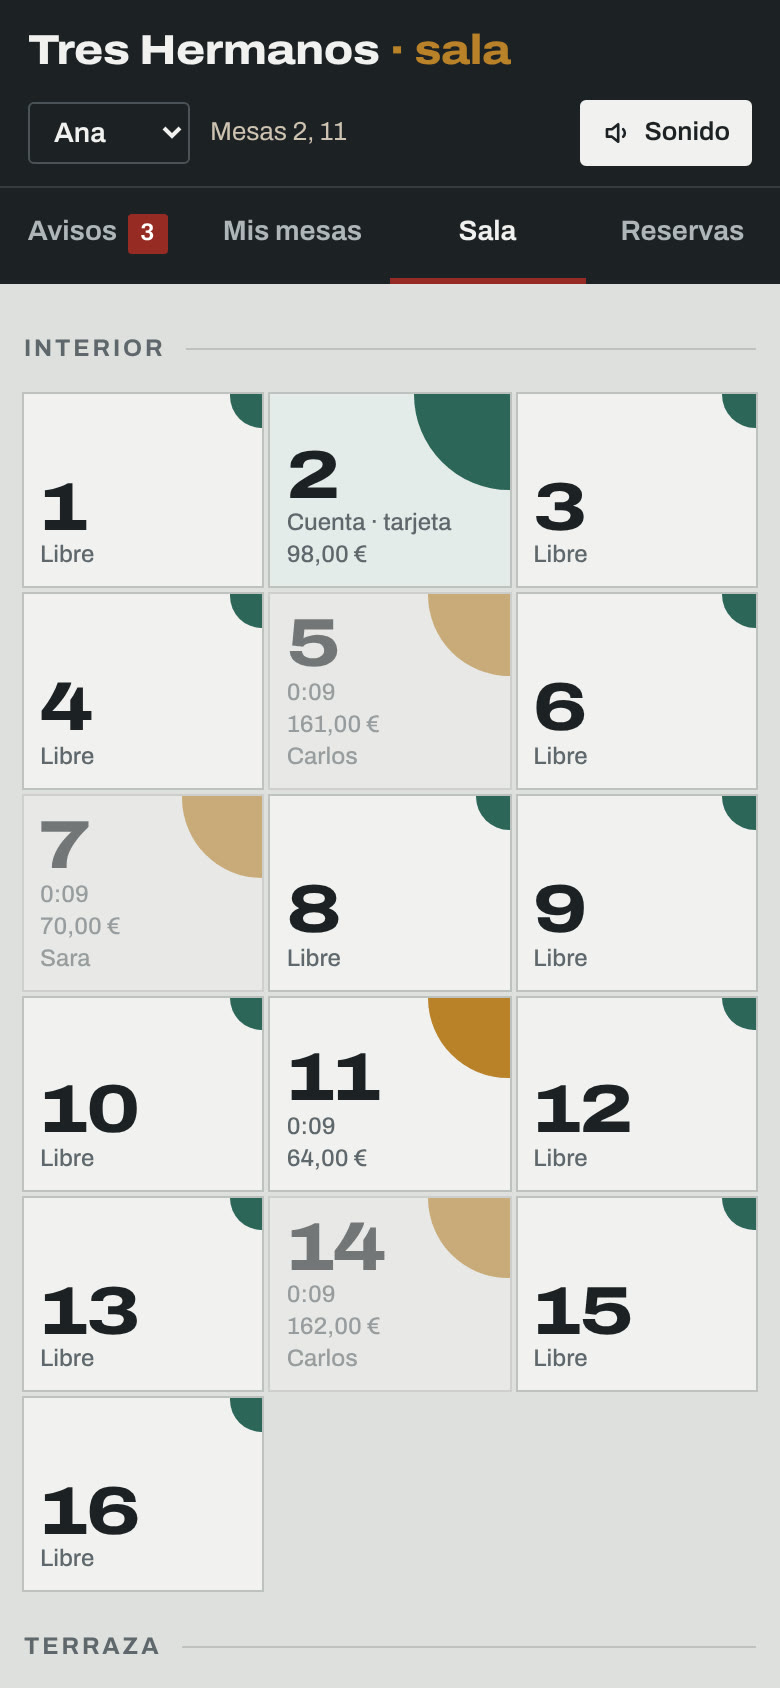 Tres Hermanos · sala
Ana
Mesas 2, 11
Sonido
Avisos 3
Mis mesas
Sala
Reservas
INTERIOR
1
Libre
2
Cuenta · tarjeta
98,00 €
3
Libre
4
Libre
5
0:09
161,00 €
Carlos
6
Libre
7
0:09
70,00 €
Sara
8
Libre
9
Libre
10
Libre
11
0:09
64,00 €
12
Libre
13
Libre
14
0:09
162,00 €
Carlos
15
Libre
16
Libre
TERRAZA